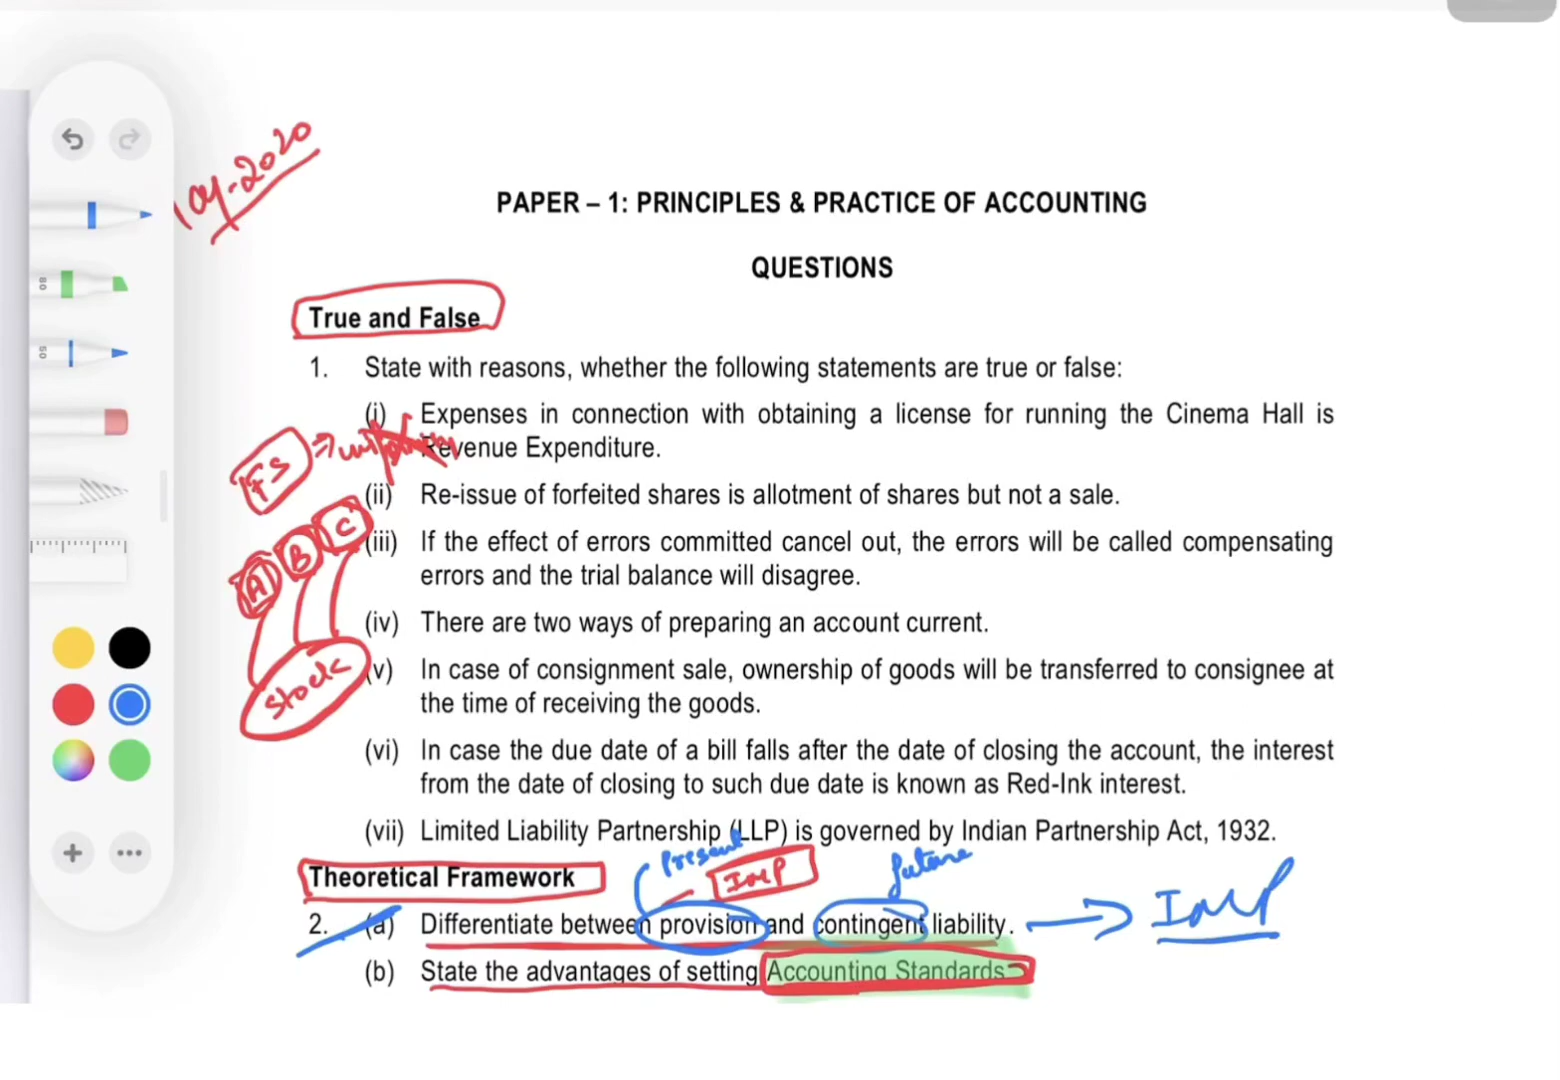 May-2020
PAPER – 1: PRINCIPLES & PRACTICE OF ACCOUNTING
QUESTIONS
True and False
1. State with reasons, whether the following statements are true or false:
(i) Expenses in connection with obtaining a license for running the Cinema Hall is
Revenue Expenditure.
FS
(ii) Re-issue of forfeited shares is allotment of shares but not a sale.
A B C
(iii) If the effect of errors committed cancel out, the errors will be called compensating
errors and the trial balance will disagree.
(iv) There are two ways of preparing an account current.
Stock
(v) In case of consignment sale, ownership of goods will be transferred to consignee at
the time of receiving the goods.
(vi) In case the due date of a bill falls after the date of closing the account, the interest
from the date of closing to such due date is known as Red-Ink interest.
(vii) Limited Liability Partnership (LLP) is governed by Indian Partnership Act, 1932.
Present future
Theoretical Framework Imp
2. (a) Differentiate between provision and contingent liability. Imp
(b) State the advantages of setting Accounting Standards.
80
50